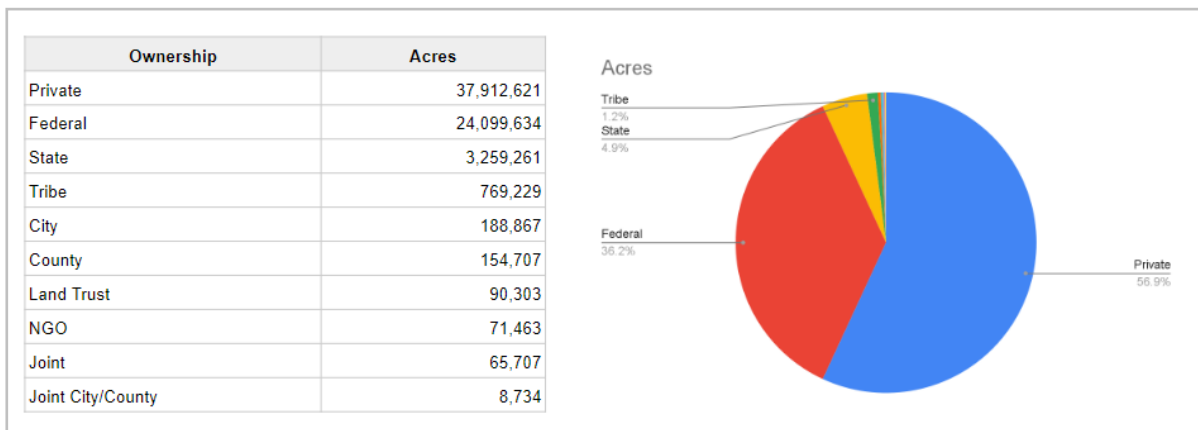 Ownership Acres
Private 37,912,621
Federal 24,099,634
State 3,259,261
Tribe 769,229
City 188,867
County 154,707
Land Trust 90,303
NGO 71,463
Joint 65,707
Joint City/County 8,734
Acres
Tribe
1.2%
State
4.9%
Federal
36.2%
Private
56.9%